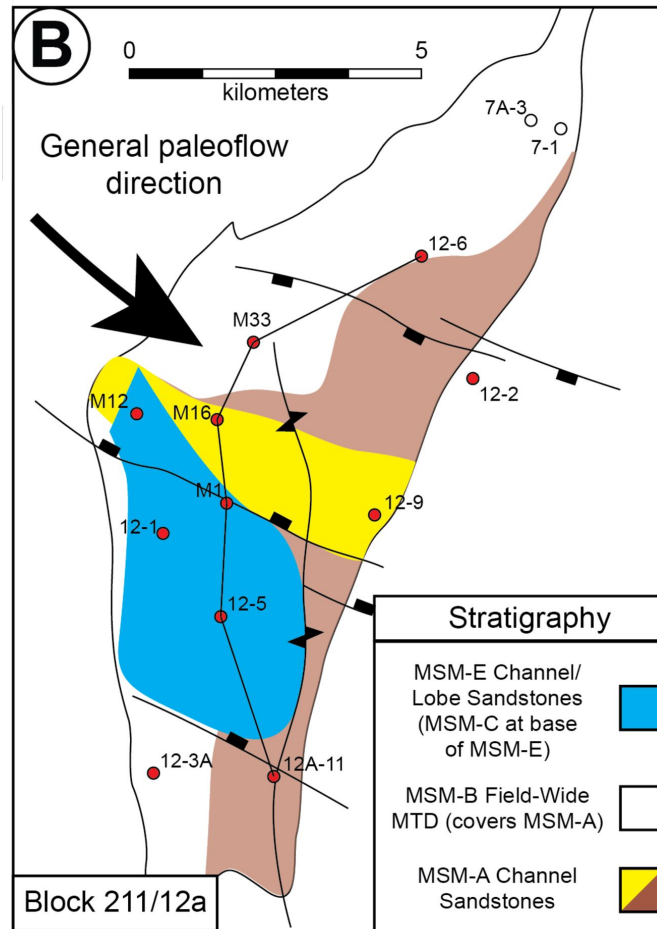 B
0 5
kilometers
General paleoflow
direction
7A-3
7-1
12-6
M33
12-2
M12
M16
M1
12-9
12-1
12-5
12-3A
12A-11
Block 211/12a
Stratigraphy
MSM-E Channel/
Lobe Sandstones
(MSM-C at base
of MSM-E)
MSM-B Field-Wide
MTD (covers MSM-A)
MSM-A Channel
Sandstones